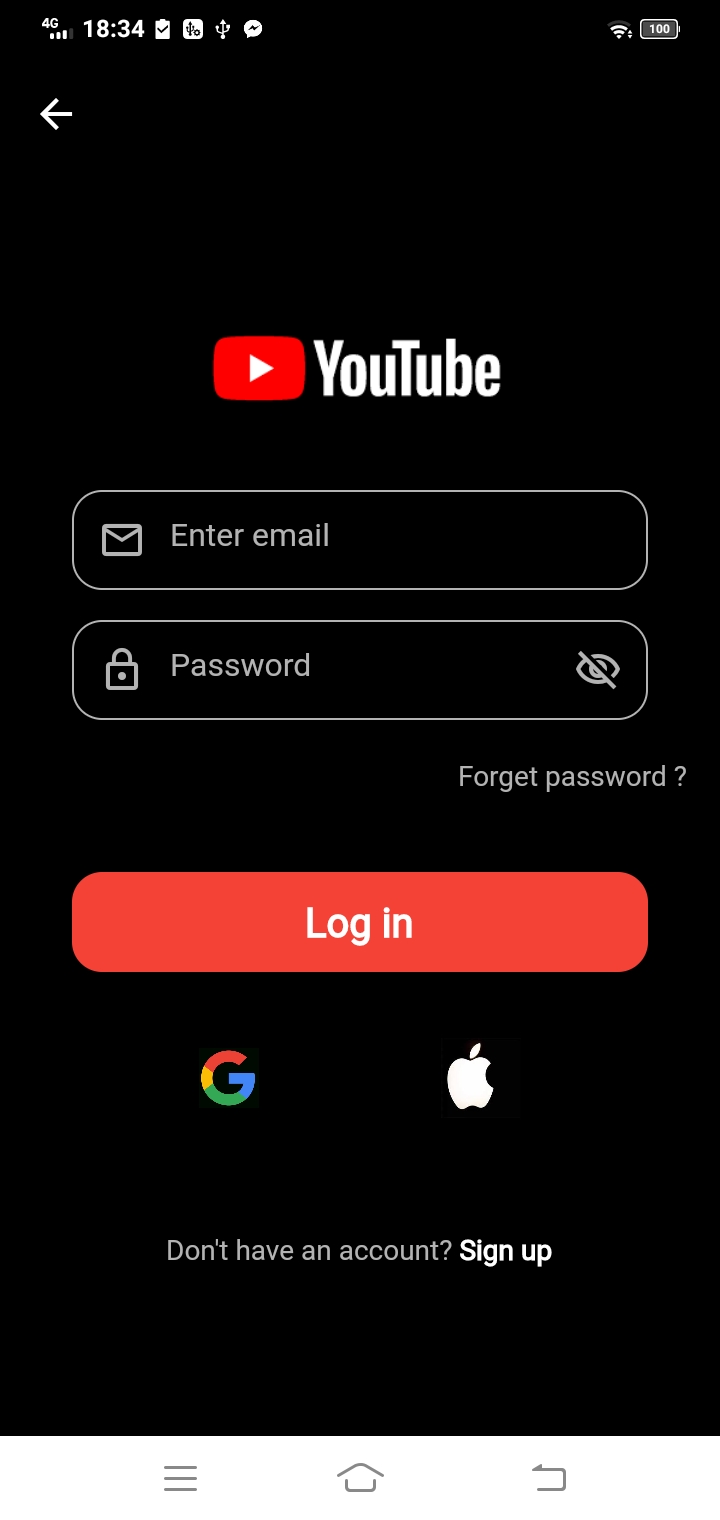 4G 18:34 100
YouTube
Enter email
Password
Forget password ?
Log in
Don't have an account? Sign up